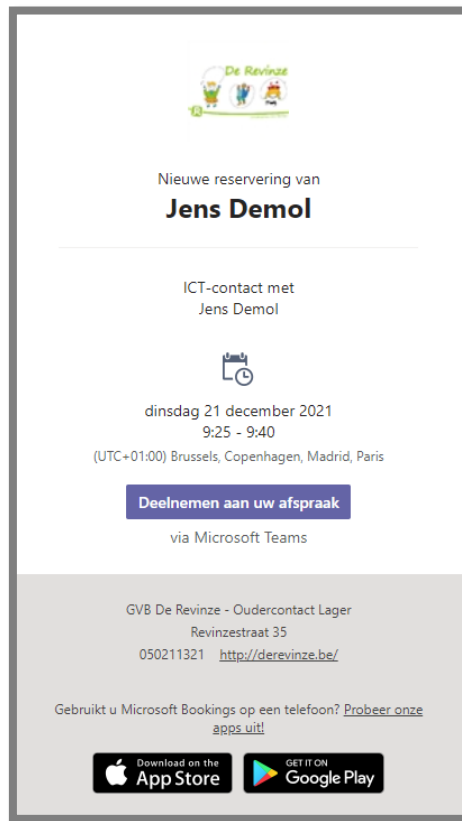 De Revinze
Nieuwe reservering van
Jens Demol
ICT-contact met
Jens Demol
dinsdag 21 december 2021
9:25 - 9:40
(UTC+01:00) Brussels, Copenhagen, Madrid, Paris
Deelnemen aan uw afspraak
via Microsoft Teams
GVB De Revinze - Oudercontact Lager
Revinzestraat 35
050211321 http://derevinze.be/
Gebruikt u Microsoft Bookings op een telefoon? Probeer onze
apps uit!
Download on the
App Store
GET IT ON
Google Play